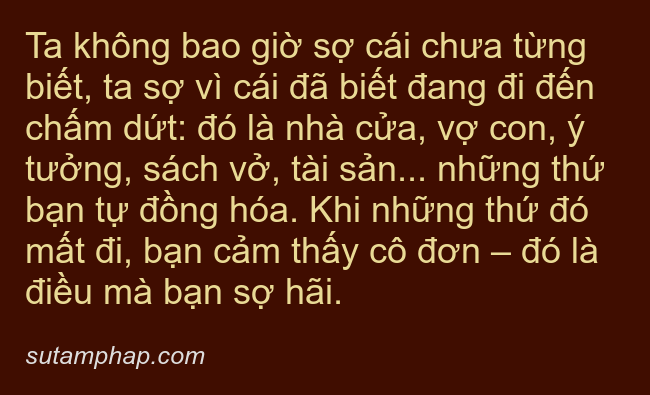 Ta không bao giờ sợ cái chưa từng
biết, ta sợ vì cái đã biết đang đi đến
chấm dứt: đó là nhà cửa, vợ con, ý
tưởng, sách vở, tài sản... những thứ
bạn tự đồng hóa. Khi những thứ đó
mất đi, bạn cảm thấy cô đơn – đó là
điều mà bạn sợ hãi.
sutamphap.com